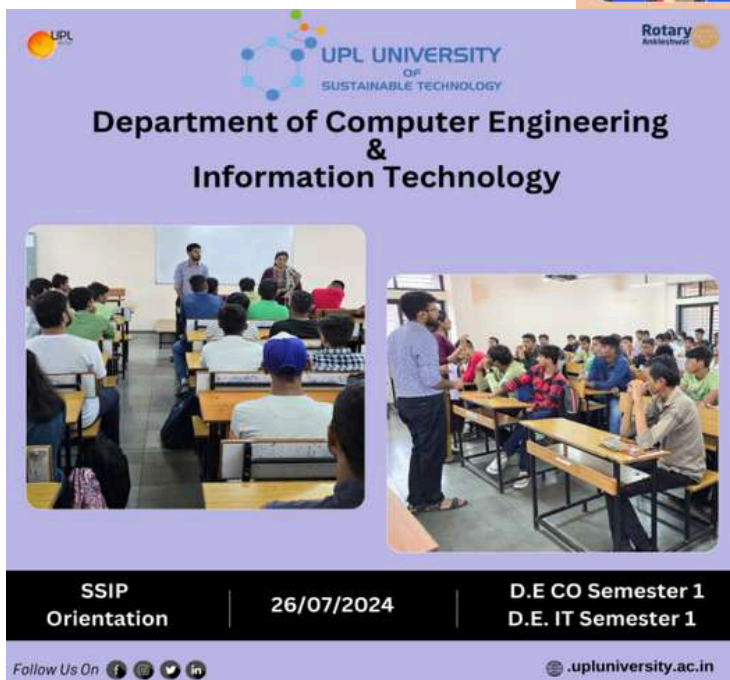 UPL
Rotary
Ankleshwar
UPL UNIVERSITY
OF
SUSTAINABLE TECHNOLOGY
Department of Computer Engineering
&
Information Technology
SSIP
Orientation
26/07/2024
D.E CO Semester 1
D.E. IT Semester 1
Follow Us On
.upluniversity.ac.in